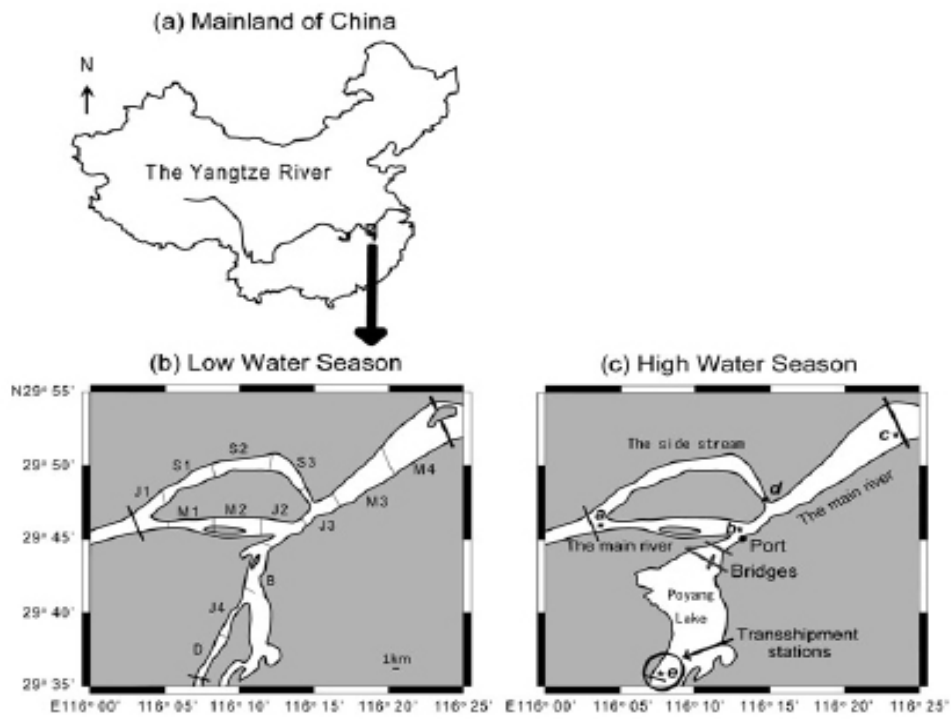 (a) Mainland of China
N
The Yangtze River
(b) Low Water Season
(c) High Water Season
N29° 55′
29° 50′
29° 45′
29° 40′
29° 35′
S1
S2
S3
J1
M1
M2
J2
J3
M3
M4
B
J4
D
1km
E116° 00′ 116° 05′ 116° 10′ 116° 15′ 116° 20′ 116° 25′
The side stream
c
d
a
b
The main river
The main river
Port
Bridges
Poyang
Lake
Transshipment
stations
e
E116° 00′ 116° 05′ 116° 10′ 116° 15′ 116° 20′ 116° 25′